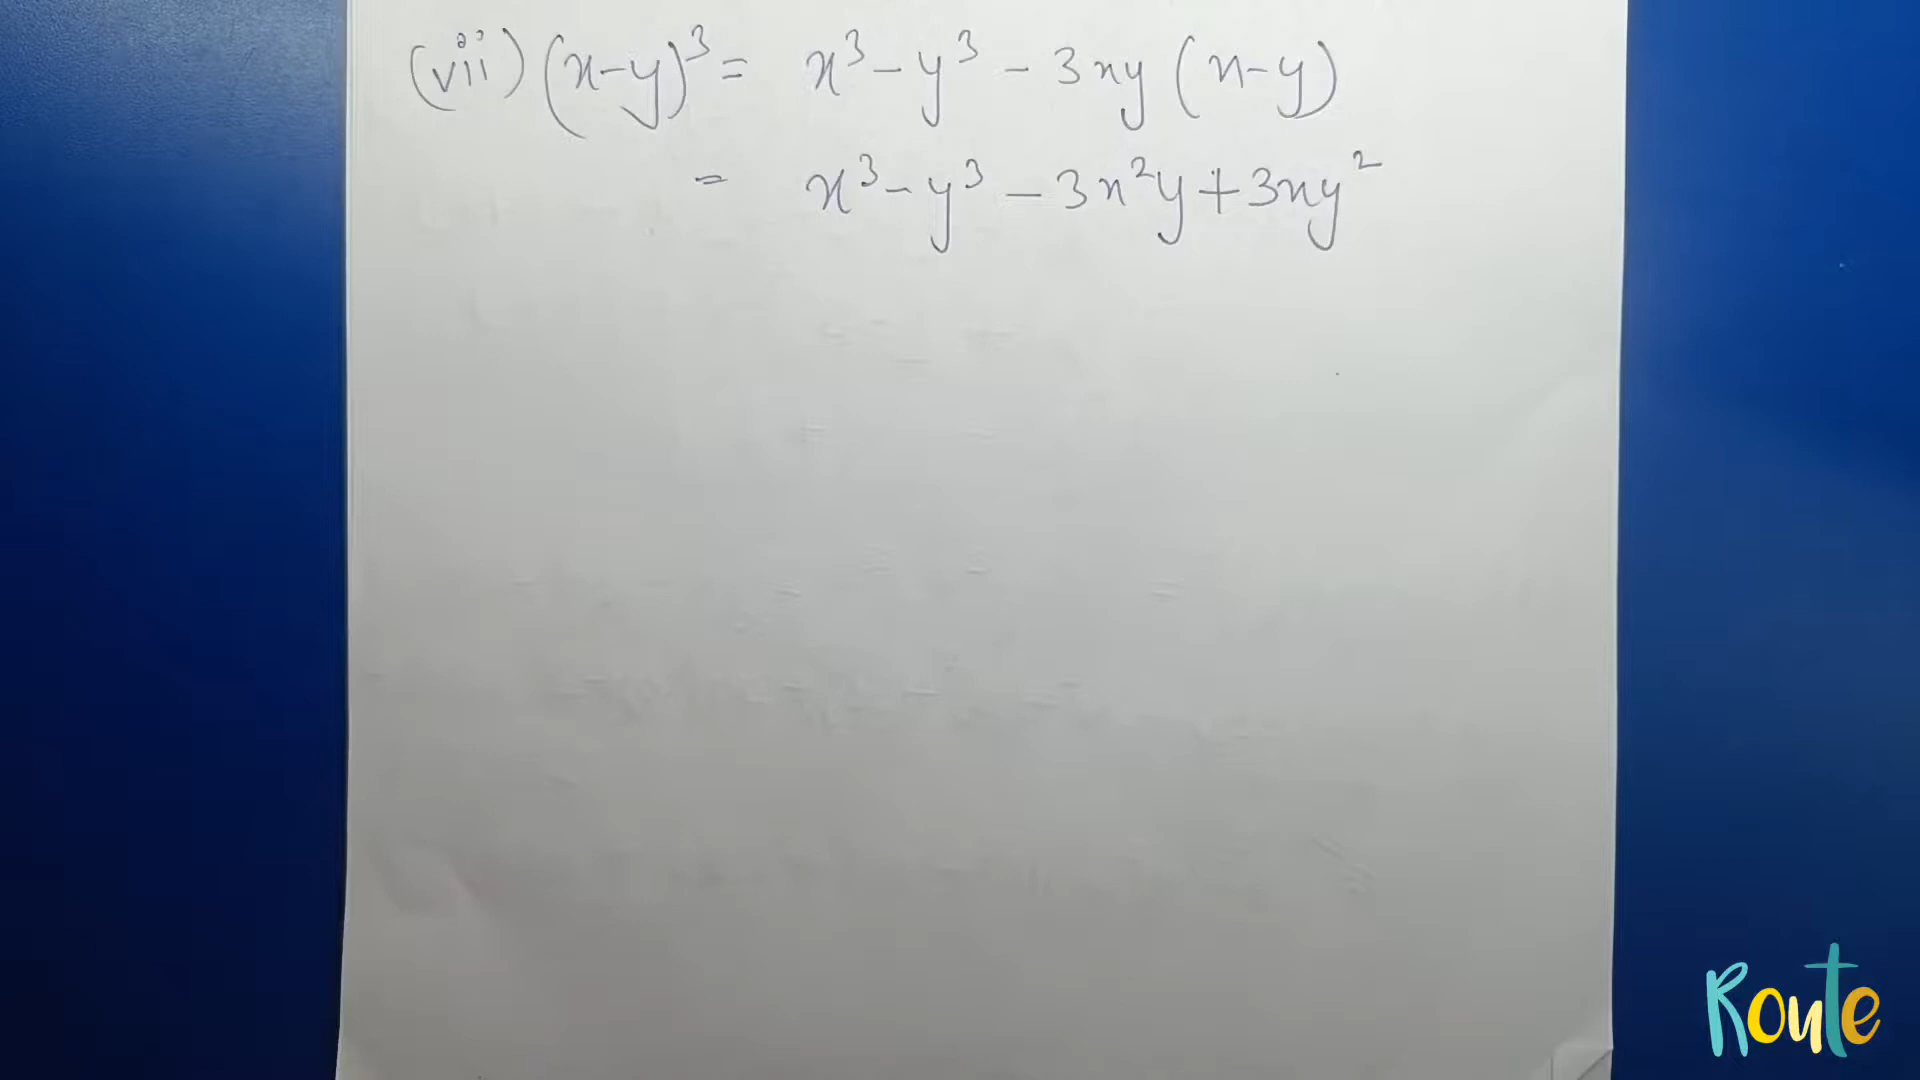 (vii) (x-y)³ = x³ - y³ - 3xy (x-y)
= x³ - y³ - 3x²y + 3xy²
Route